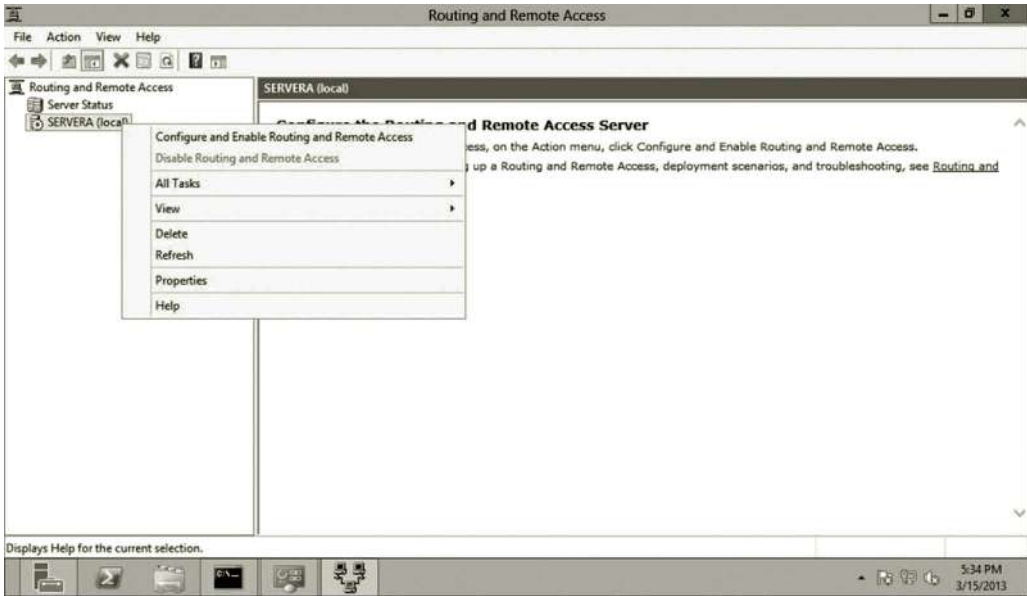 Routing and Remote Access
File Action View Help
Routing and Remote Access
Server Status
SERVERA (local)
SERVERA (local)
Configure the Routing and Remote Access Server
ess, on the Action menu, click Configure and Enable Routing and Remote Access.
up a Routing and Remote Access, deployment scenarios, and troubleshooting, see Routing and
Configure and Enable Routing and Remote Access
Disable Routing and Remote Access
All Tasks
View
Delete
Refresh
Properties
Help
Displays Help for the current selection.
5:34 PM
3/15/2013